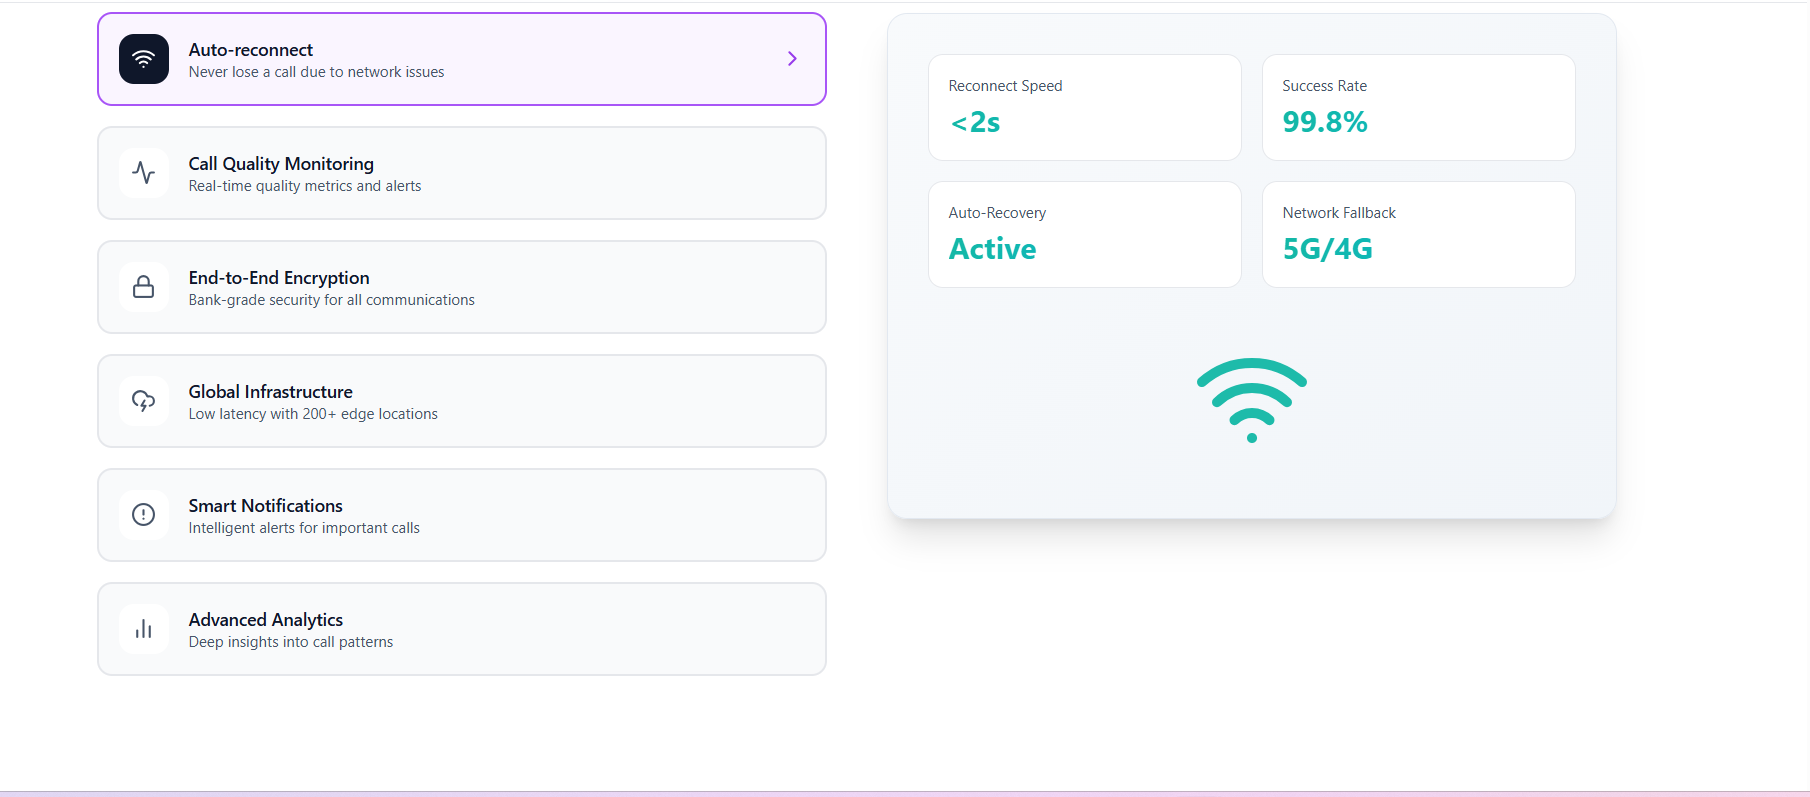 Auto-reconnect
Never lose a call due to network issues
Call Quality Monitoring
Real-time quality metrics and alerts
End-to-End Encryption
Bank-grade security for all communications
Global Infrastructure
Low latency with 200+ edge locations
Smart Notifications
Intelligent alerts for important calls
Advanced Analytics
Deep insights into call patterns
Reconnect Speed
<2s
Success Rate
99.8%
Auto-Recovery
Active
Network Fallback
5G/4G